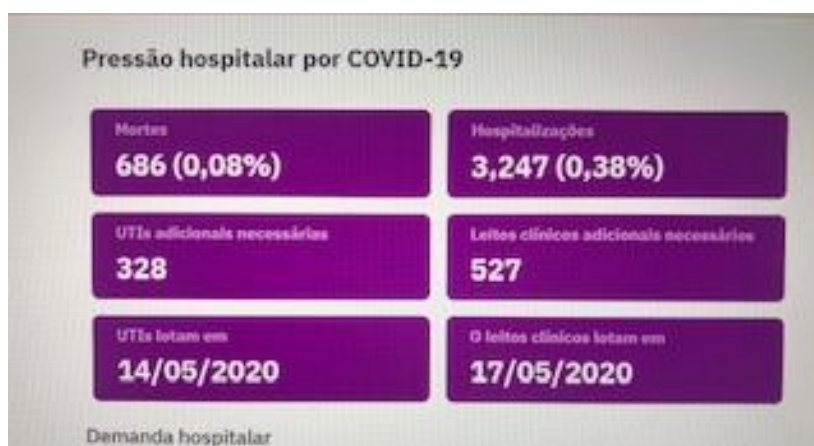 Pressão hospitalar por COVID-19
Mortes
686 (0,08%)
Hospitalizações
3,247 (0,38%)
UTIs adicionais necessárias
328
Leitos clínicos adicionais necessários
527
UTIs lotam em
14/05/2020
O leitos clínicos lotam em
17/05/2020
Demanda hospitalar